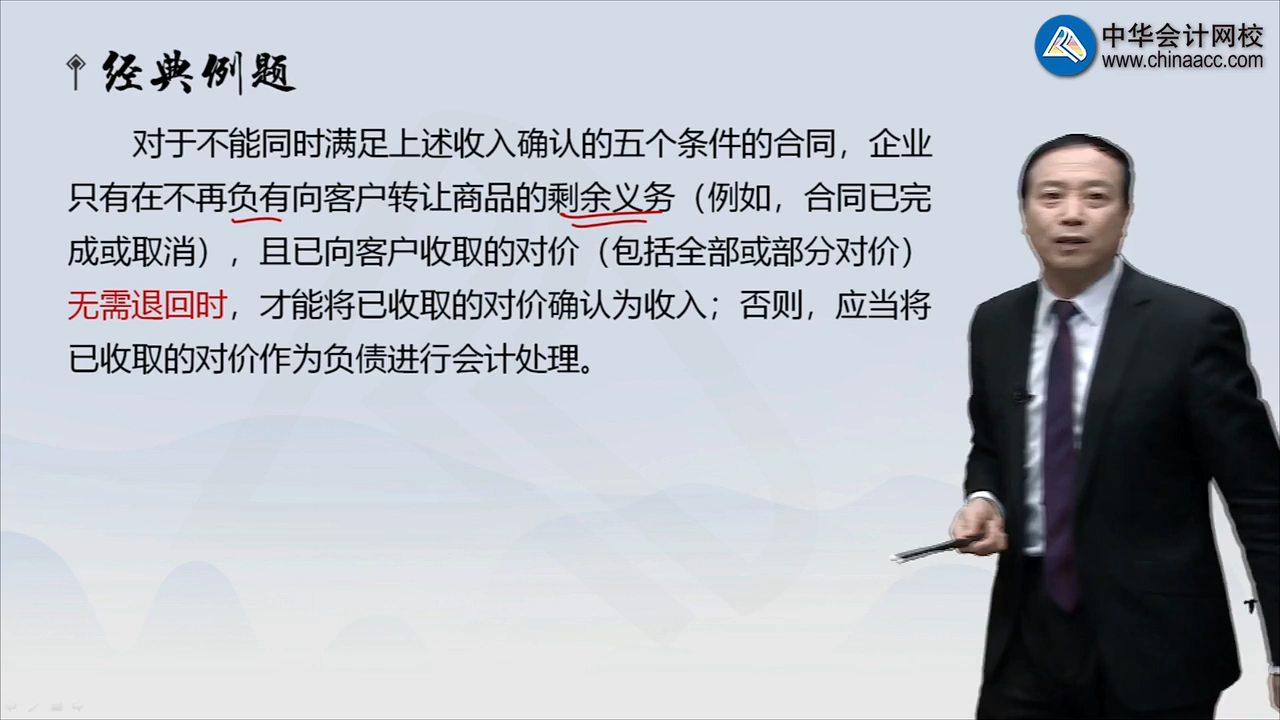 经典例题
中华会计网校
www.chinaacc.com
对于不能同时满足上述收入确认的五个条件的合同，企业
只有在不再负有向客户转让商品的剩余义务（例如，合同已完
成或取消），且已向客户收取的对价（包括全部或部分对价）
无需退回时，才能将已收取的对价确认为收入；否则，应当将
已收取的对价作为负债进行会计处理。